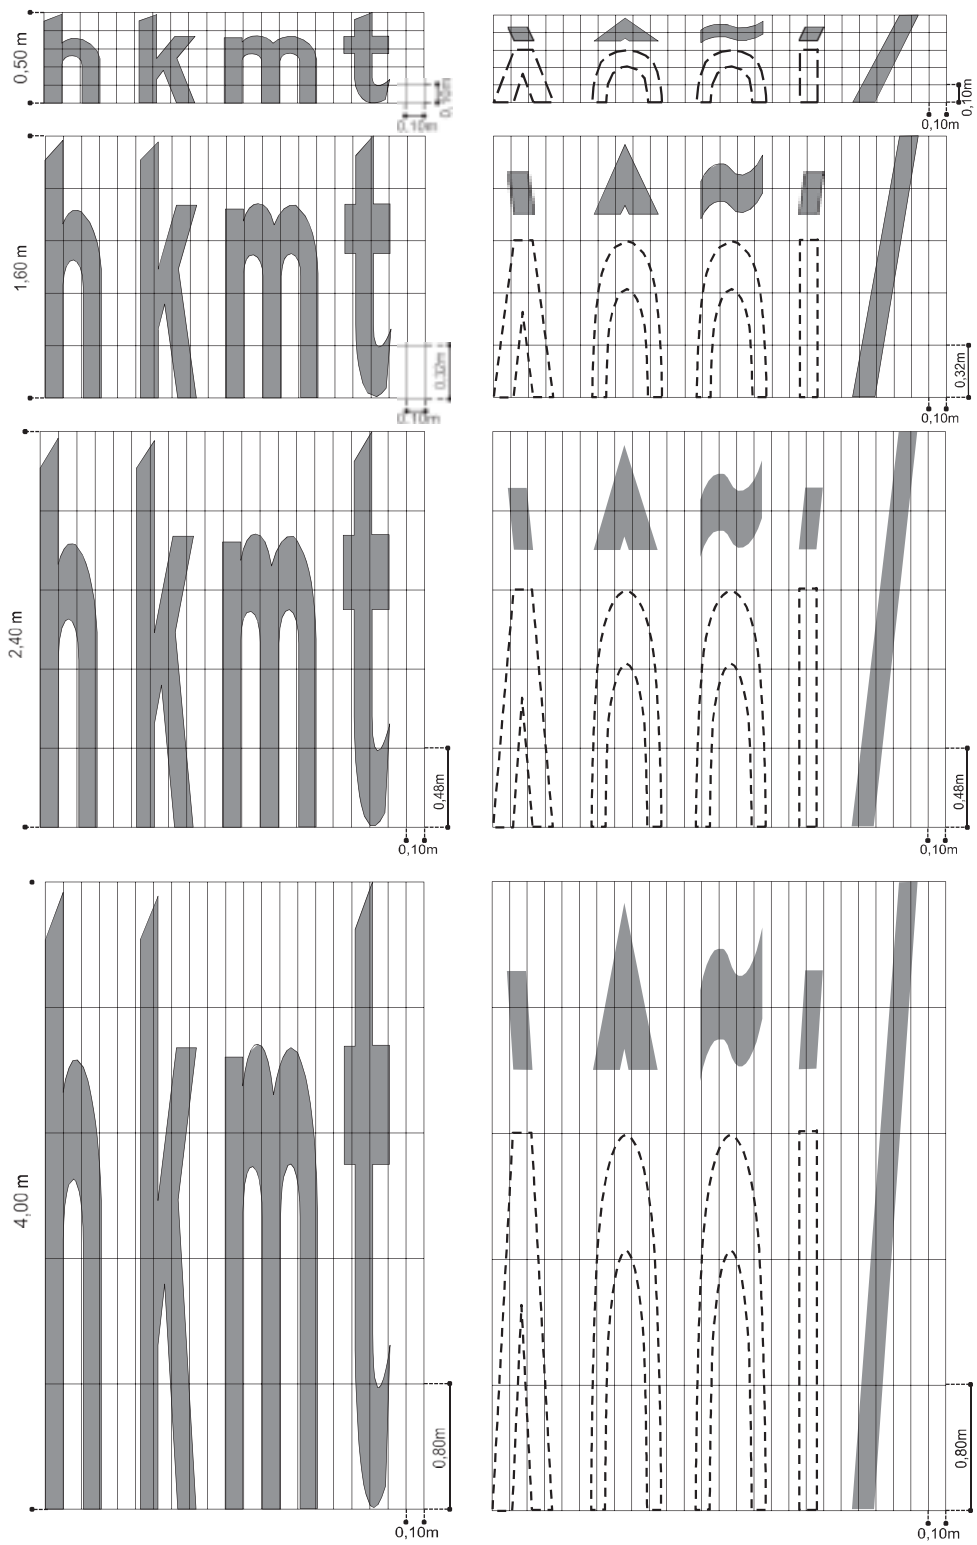 0,50 m
h k m t
0,10m
0,10m
À n̂ ñ í /
0,10m
0,10m
1,60 m
h k m t
0,32m
0,10m
À n̂ ñ í /
0,32m
0,10m
2,40 m
h k m t
0,48m
0,10m
À n̂ ñ í /
0,48m
0,10m
4,00 m
h k m t
0,80m
0,10m
À n̂ ñ í /
0,80m
0,10m